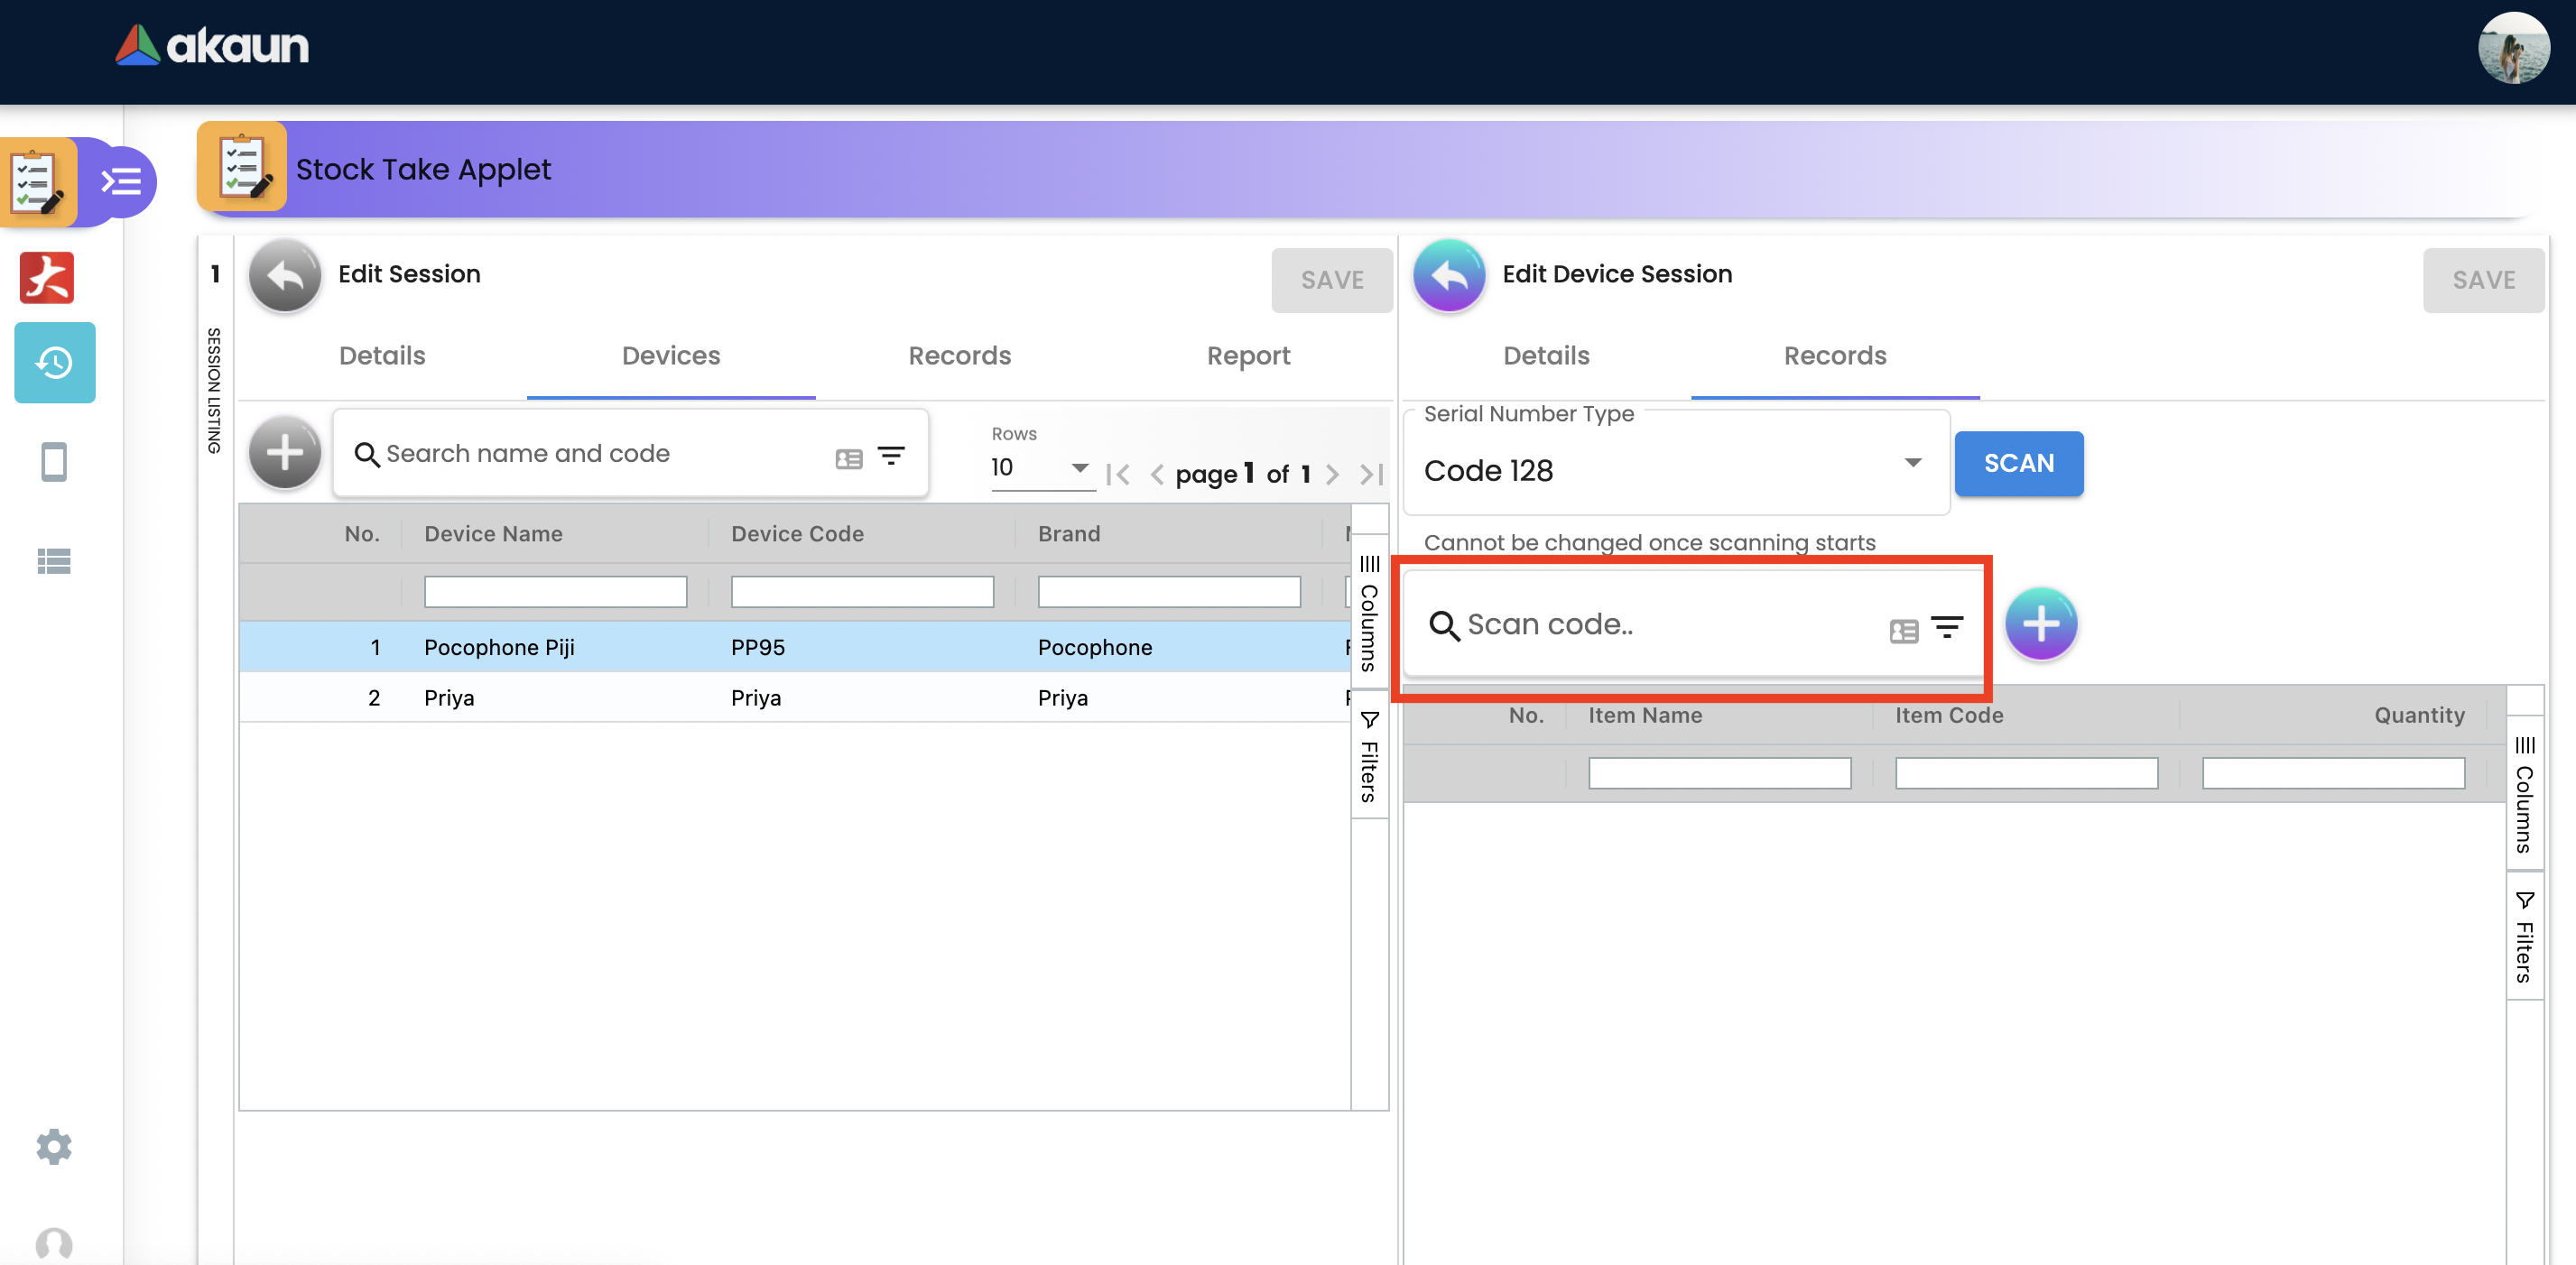 akaun
Stock Take Applet
1
SESSION LISTING
Edit Session
SAVE
Details
Devices
Records
Report
Search name and code
Rows
10
page 1 of 1
No.
Device Name
Device Code
Brand
1
Pocophone Piji
PP95
Pocophone
2
Priya
Priya
Priya
Columns
Filters
Edit Device Session
SAVE
Details
Records
Serial Number Type
Code 128
SCAN
Cannot be changed once scanning starts
Scan code..
No.
Item Name
Item Code
Quantity
Columns
Filters